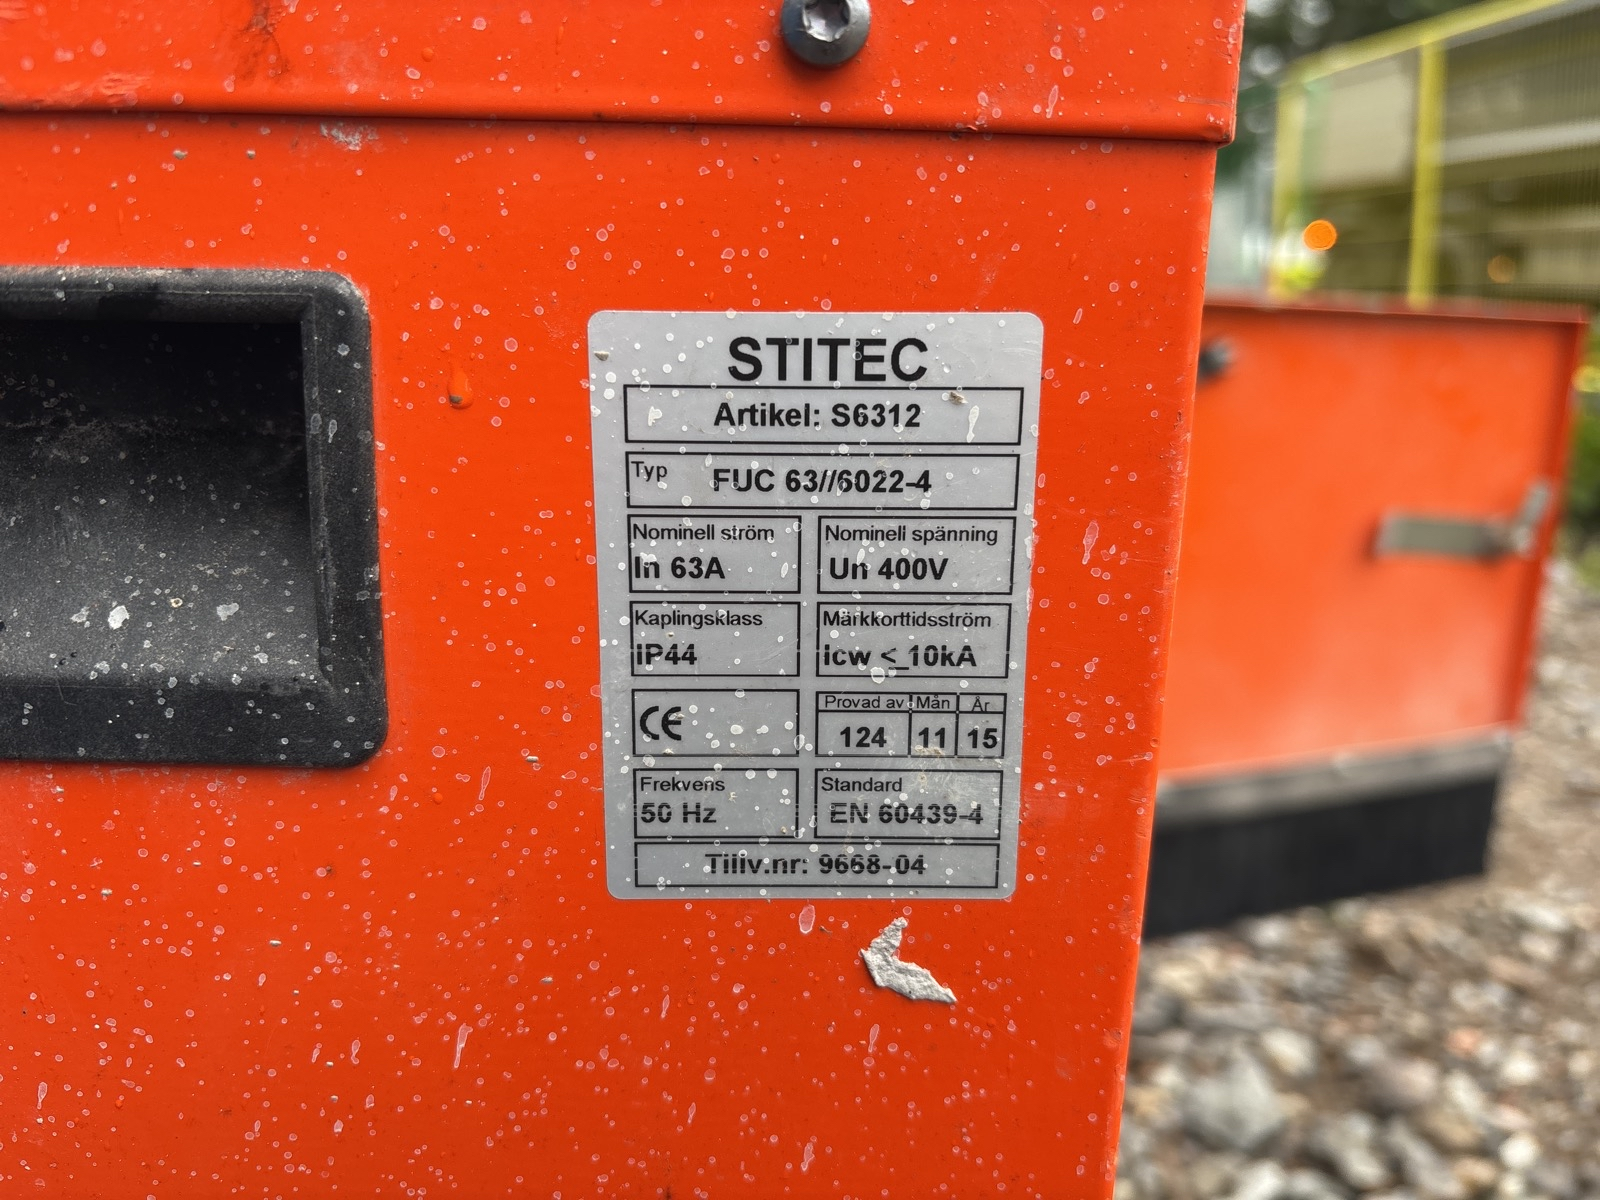 STITEC
Artikel: S6312
Typ FUC 63//6022-4
Nominell ström Nominell spänning
In 63A Un 400V
Kaplingsklass Märkkorttidsström
IP44 Icw <_10kA
CE Provad av Mån År
124 11 15
Frekvens Standard
50 Hz EN 60439-4
Tillv.nr: 9668-04